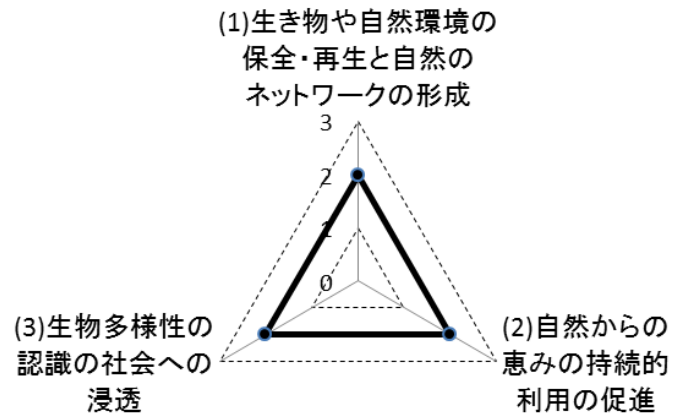 (1)生き物や自然環境の
保全・再生と自然の
ネットワークの形成
3
2
1
0
(3)生物多様性の
認識の社会への
浸透
(2)自然からの
恵みの持続的
利用の促進